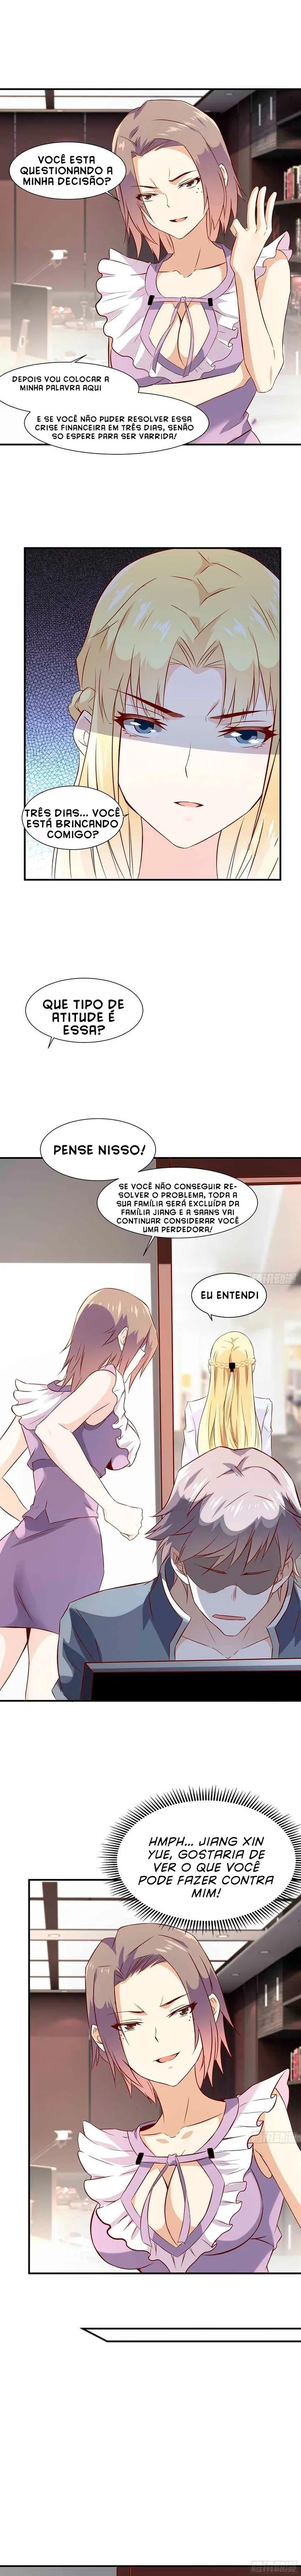 VOCÊ ESTA
QUESTIONANDO A
MINHA DECISÃO?
DEPOIS VOU COLOCAR A
MINHA PALAVRA AQUI
E SE VOCÊ NÃO PUDER RESOLVER ESSA
CRISE FINANCEIRA EM TRÊS DIAS, SENÃO
SO ESPERE PARA SER VARRIDA!
TRÊS DIAS... VOCÊ
ESTÁ BRINCANDO
COMIGO?
QUE TIPO DE
ATITUDE É
ESSA?
PENSE NISSO!
SE VOCÊ NÃO CONSEGUIR RE-
SOLVER O PROBLEMA, TODA A
SUA FAMÍLIA SERÁ EXCLUÍDA DA
FAMÍLIA JIANG E A SAANS VAI
CONTINUAR CONSIDERAR VOCÊ
UMA PERDEDORA!
EU ENTENDI
HMPH... JIANG XIN
YUE, GOSTARIA DE
VER O QUE VOCÊ
PODE FAZER CONTRA
MIM!